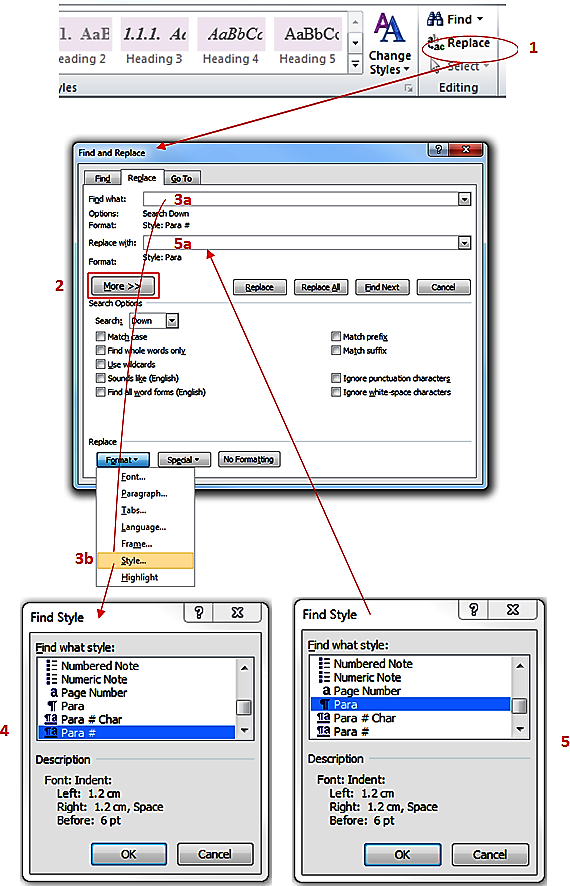 1. AaB 1.1.1. Ac AaBbCc AaBbCc
eading 2 Heading 3 Heading 4 Heading 5
Change
Styles
yles
Find
Replace
Select
Editing
1
Find and Replace
Find Replace Go To
Find what: 3a
Options: Search Down
Format: Style: Para #
Replace with: 5a
Format: Style: Para
2
More >> Replace Replace All Find Next Cancel
Search Options
Search: Down
Match case Match prefix
Find whole words only Match suffix
Use wildcards
Sounds like (English) Ignore punctuation characters
Find all word forms (English) Ignore white-space characters
Replace
Format Special No Formatting
Font...
Paragraph...
Tabs...
Language...
Frame...
3b
Style...
Highlight
4
Find Style
Find what style:
Numbered Note
Numeric Note
a Page Number
¶ Para
¶a Para # Char
¶a Para #
Description
Font: Indent:
Left: 1.2 cm
Right: 1.2 cm, Space
Before: 6 pt
OK Cancel
5
Find Style
Find what style:
Numbered Note
Numeric Note
a Page Number
¶ Para
¶a Para # Char
¶a Para #
Description
Font: Indent:
Left: 1.2 cm
Right: 1.2 cm, Space
Before: 6 pt
OK Cancel